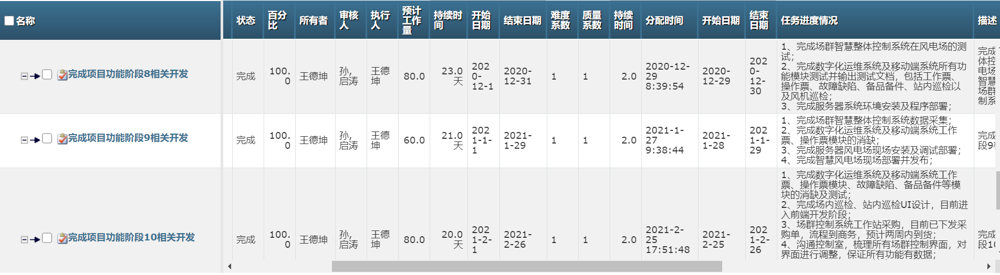 名称
状态
百分
比
所有者
审核
人
执行
人
预计
工作
量
持续时
间
开始
日期
结束日期
难度
系数
质量
系数
持续
时间
分配时间
开始日期
结束
日期
任务进度情况
描述
完成项目功能阶段8相关开发
完成
100.
0
王德坤
孙,
启涛
王德
坤
80.0
23.0
天
202
0-
12-1
2020-
12-31
1
1
2.0
2020-12-
29
8:39:54
2020-
12-29
202
0-
12-
30
1、完成场群智慧整体控制系统在风电场的测
试；
2、完成数字化运维系统及移动端系统所有功
能模块测试并输出测试文档，包括工作票、
操作票、故障缺陷、备品备件、站内巡检以
及风机巡检；
3、完成服务器系统环境安装及程序部署；
完成
体控
电场
智慧
场群
制系
完成项目功能阶段9相关开发
完成
100.
0
王德坤
孙,
启涛
王德
坤
60.0
21.0
天
202
1-1-
1
2021-
1-29
1
1
2.0
2021-1-
27
9:38:44
2021-
1-28
202
1-1-
29
1、完成场群智慧整体控制系统数据采集；
2、完成数字化运维系统及移动端系统工作
票、操作票模块的消缺；
3、完成服务器风电场现场安装及调试部署；
4、完成智慧风电场现场部署并发布；
完成
段9相
完成项目功能阶段10相关开发
完成
100.
0
王德坤
孙,
启涛
王德
坤
80.0
20.0
天
202
1-2-
1
2021-
2-26
1
1
2.0
2021-2-
25
17:51:48
2021-
2-25
202
1-2-
26
1、完成数字化运维系统及移动端系统工作
票、操作票模块、故障缺陷、备品备件等模
块的消缺及测试；
2、完成场内巡检、站内巡检UI设计，目前进
入前端开发阶段；
3、场群控制系统工作站采购，目前已下发采
购单，流程到商务，预计两周内到货；
4、沟通控制室，梳理所有场群控制界面，对
界面进行调整，保证所有功能有数据；
完成
段10